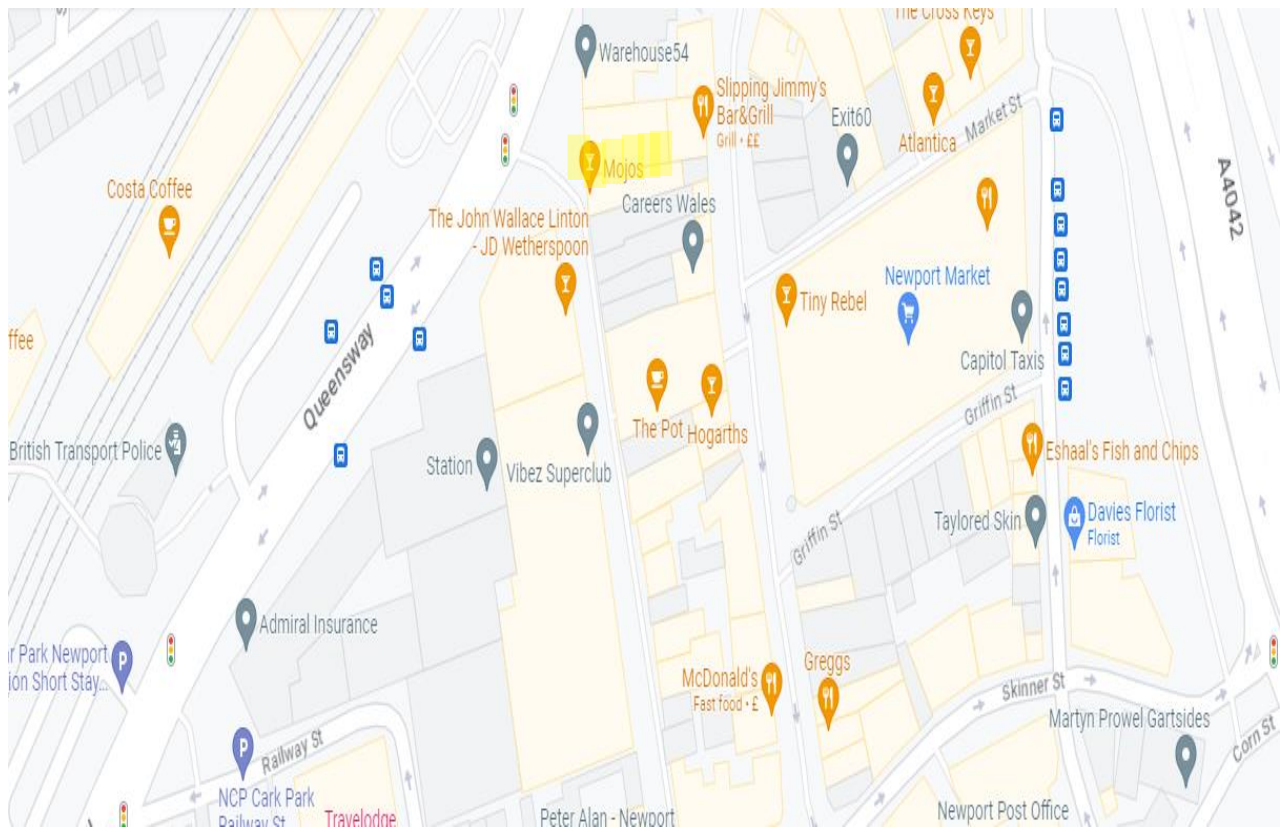 The Cross Keys
Warehouse54
Slipping Jimmy's
Bar&Grill
Grill • ££
Exit60
Market St
Atlantica
A4042
Mojos
Costa Coffee
Careers Wales
The John Wallace Linton
- JD Wetherspoon
Newport Market
Tiny Rebel
ffee
Capitol Taxis
Queensway
Griffin St
The Pot
Hogarths
British Transport Police
Eshaal's Fish and Chips
Station
Vibez Superclub
Taylored Skin
Davies Florist
Florist
Griffin St
Admiral Insurance
r Park Newport
ion Short Stay...
P
McDonald's
Fast food • £
Greggs
Skinner St
Martyn Prowel Gartsides
Corn St
P
Railway St
NCP Cark Park
Railway St
Travelodge
Peter Alan - Newport
Newport Post Office